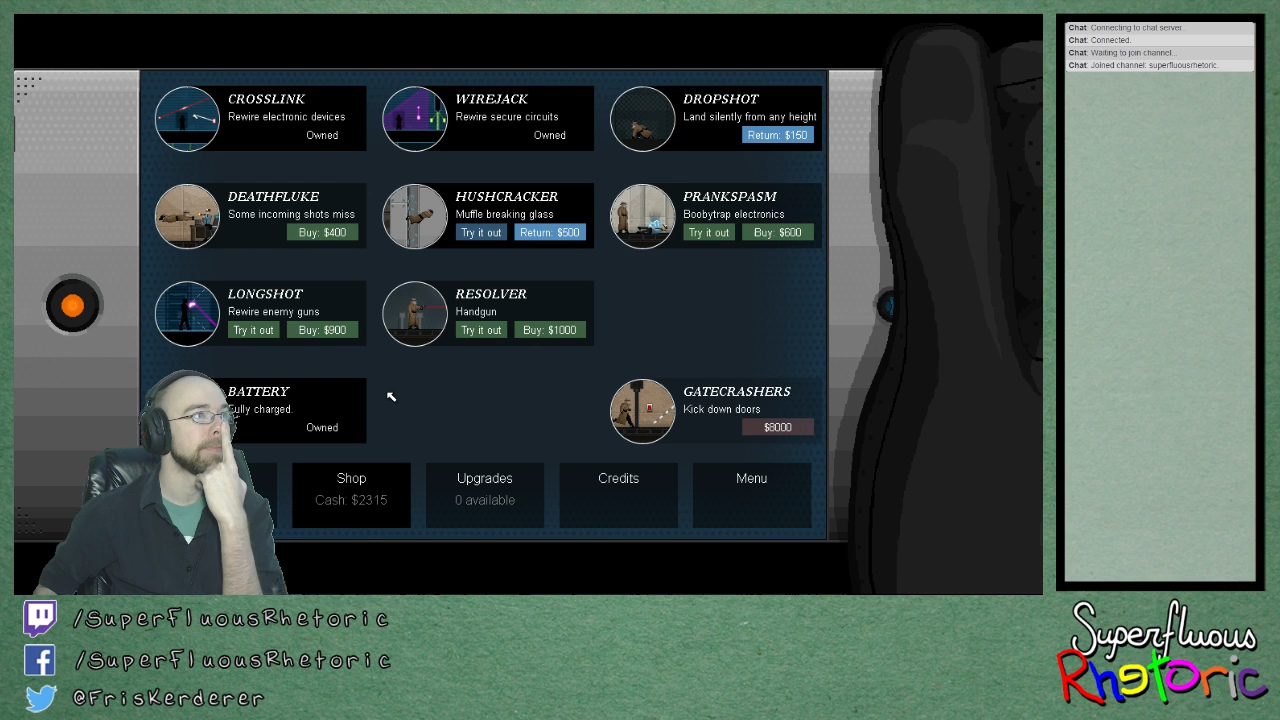 CROSSLINK
Rewire electronic devices
Owned
WIREJACK
Rewire secure circuits
Owned
DROPSHOT
Land silently from any height
Return: $150
DEATHFLUKE
Some incoming shots miss
Buy: $400
HUSHCRACKER
Muffle breaking glass
Try it out
Return: $500
PRANKSPASM
Boobytrap electronics
Try it out
Buy: $600
LONGSHOT
Rewire enemy guns
Try it out
Buy: $900
RESOLVER
Handgun
Try it out
Buy: $1000
BATTERY
Fully charged.
Owned
GATECRASHERS
Kick down doors
$8000
Shop
Cash: $2315
Upgrades
0 available
Credits
Menu
Chat: Connecting to chat server.
Chat: Connected.
Chat: Waiting to join channel...
Chat: Joined channel: superfluousrhetoric.
/SuperFluousRhetoric
/SuperFluousRhetoric
@FrisKerderer
Superfluous
Rhetoric